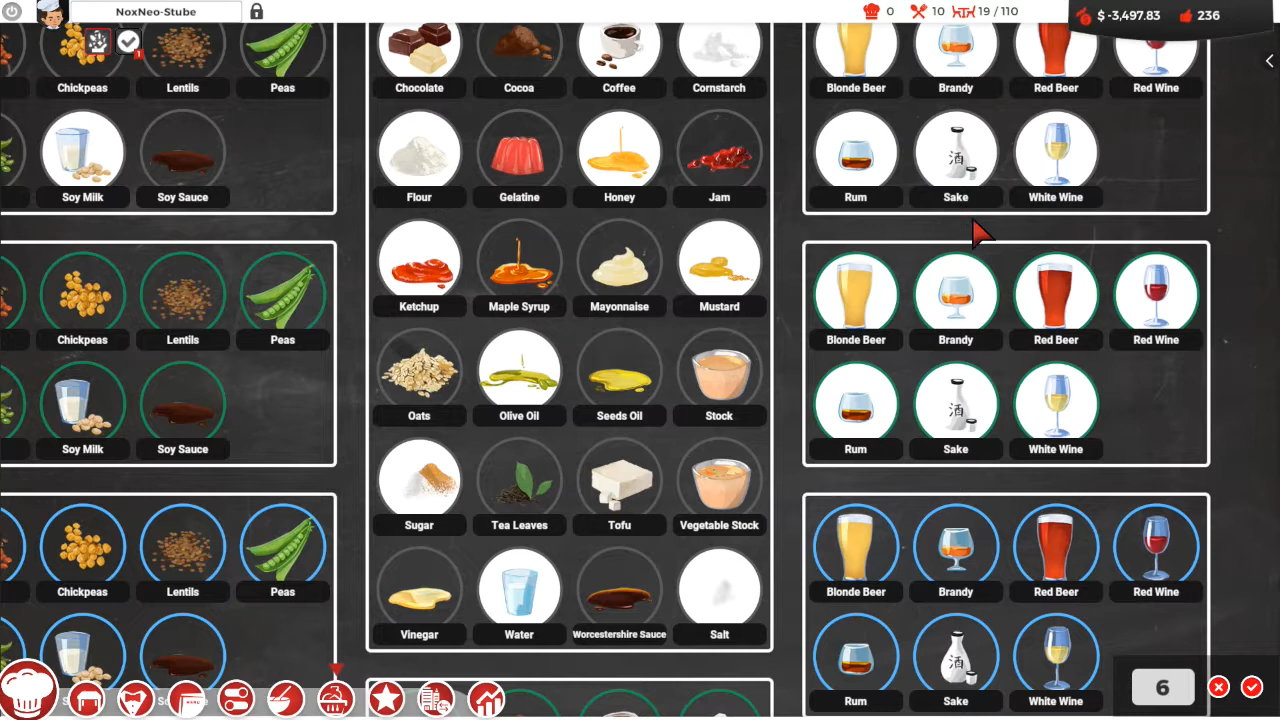 NoxNeo-Stube
0
10
19 / 110
$ -3,497.83
236
1
Chickpeas
Lentils
Peas
Soy Milk
Soy Sauce
Chickpeas
Lentils
Peas
Soy Milk
Soy Sauce
Chickpeas
Lentils
Peas
Chocolate
Cocoa
Coffee
Cornstarch
Flour
Gelatine
Honey
Jam
Ketchup
Maple Syrup
Mayonnaise
Mustard
Oats
Olive Oil
Seeds Oil
Stock
Sugar
Tea Leaves
Tofu
Vegetable Stock
Vinegar
Water
Worcestershire Sauce
Salt
Blonde Beer
Brandy
Red Beer
Red Wine
酒
Rum
Sake
White Wine
Blonde Beer
Brandy
Red Beer
Red Wine
酒
Rum
Sake
White Wine
Blonde Beer
Brandy
Red Beer
Red Wine
酒
Rum
Sake
White Wine
MENU
6